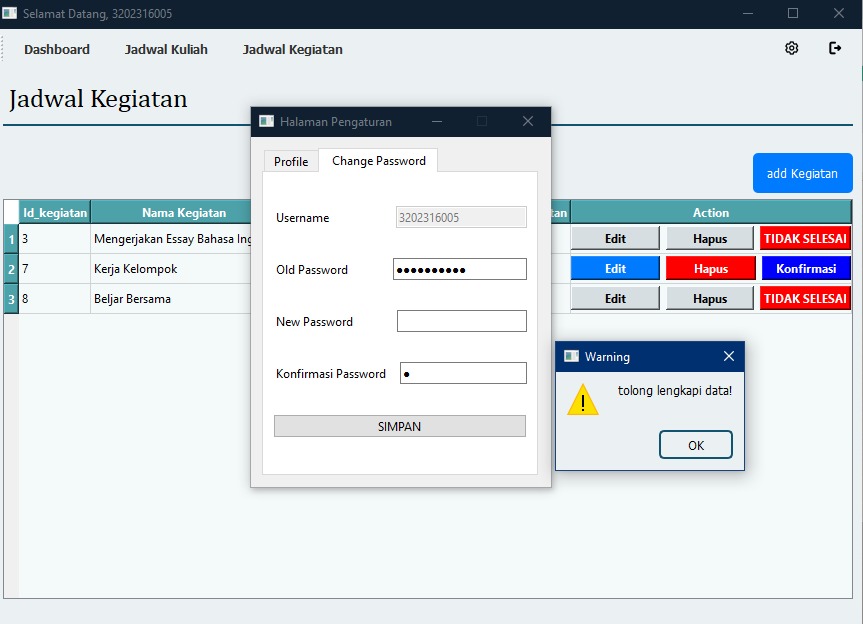 Selamat Datang, 3202316005
Dashboard Jadwal Kuliah Jadwal Kegiatan
Jadwal Kegiatan
add Kegiatan
Id_kegiatan Nama Kegiatan tan Action
1 3 Mengerjakan Essay Bahasa Ing Edit Hapus TIDAK SELESAI
2 7 Kerja Kelompok Edit Hapus Konfirmasi
3 8 Beljar Bersama Edit Hapus TIDAK SELESAI
Halaman Pengaturan
Profile Change Password
Username 3202316005
Old Password ●●●●●●●●●●
New Password
Konfirmasi Password ●
SIMPAN
Warning
tolong lengkapi data!
OK